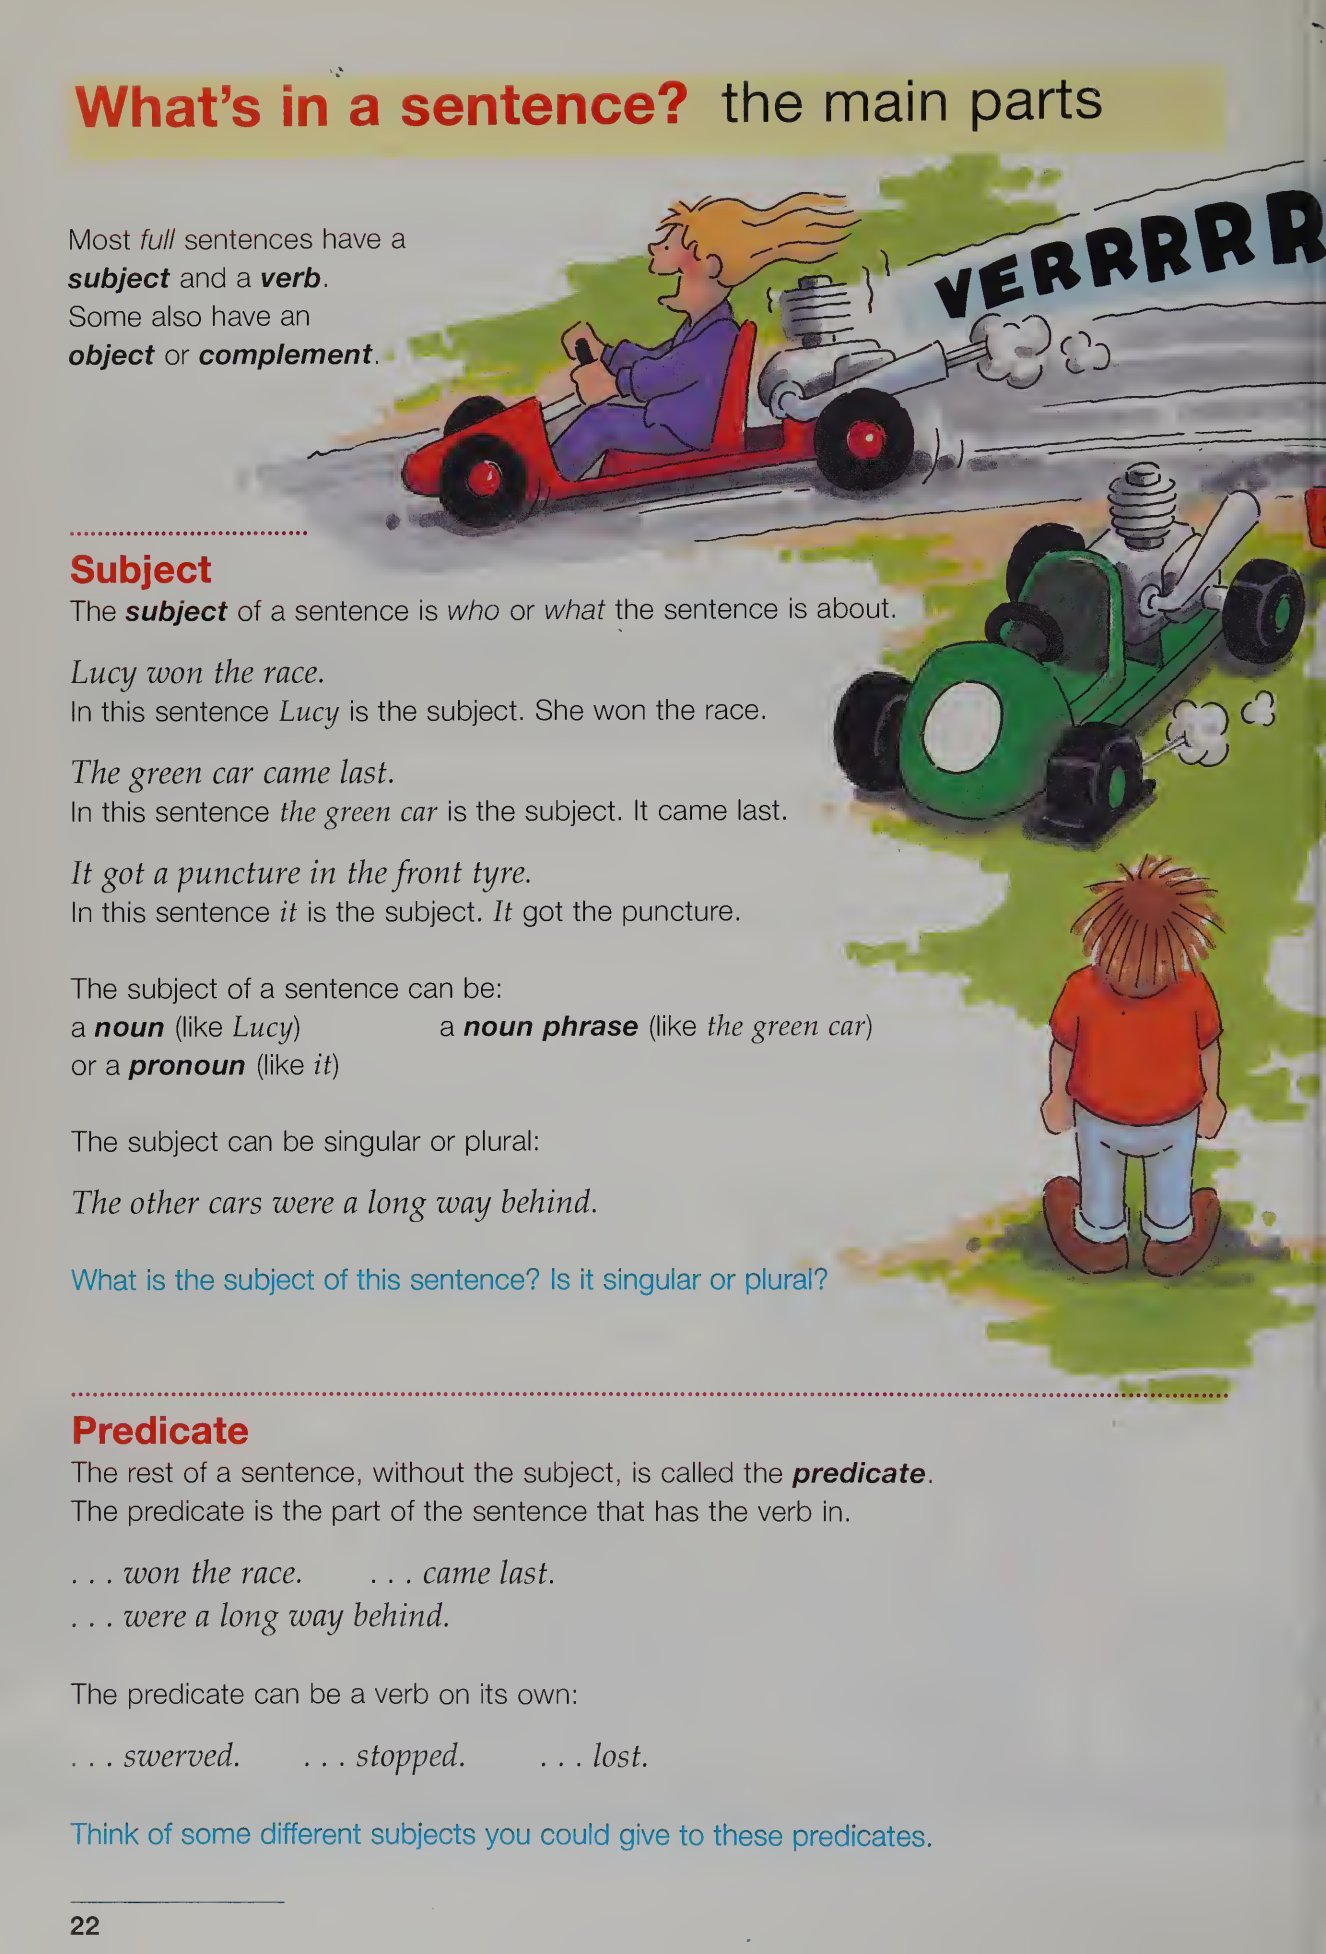 What's in a sentence? the main parts
Most full sentences have a
subject and a verb.
Some also have an
object or complement.
VERRRRR
Subject
The subject of a sentence is who or what the sentence is about.
Lucy won the race.
In this sentence Lucy is the subject. She won the race.
The green car came last.
In this sentence the green car is the subject. It came last.
It got a puncture in the front tyre.
In this sentence it is the subject. It got the puncture.
The subject of a sentence can be:
a noun (like Lucy) a noun phrase (like the green car)
or a pronoun (like it)
The subject can be singular or plural:
The other cars were a long way behind.
What is the subject of this sentence? Is it singular or plural?
Predicate
The rest of a sentence, without the subject, is called the predicate.
The predicate is the part of the sentence that has the verb in.
. . . won the race. . . . came last.
. . . were a long way behind.
The predicate can be a verb on its own:
. . . swerved. . . . stopped. . . . lost.
Think of some different subjects you could give to these predicates.
22